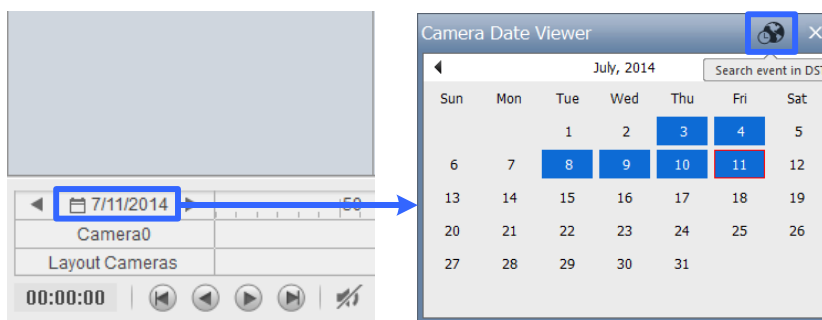 Camera Date Viewer
July, 2014
Search event in DST
Sun Mon Tue Wed Thu Fri Sat
1 2 3 4 5
6 7 8 9 10 11 12
13 14 15 16 17 18 19
20 21 22 23 24 25 26
27 28 29 30 31
7/11/2014
Camera0
Layout Cameras
00:00:00